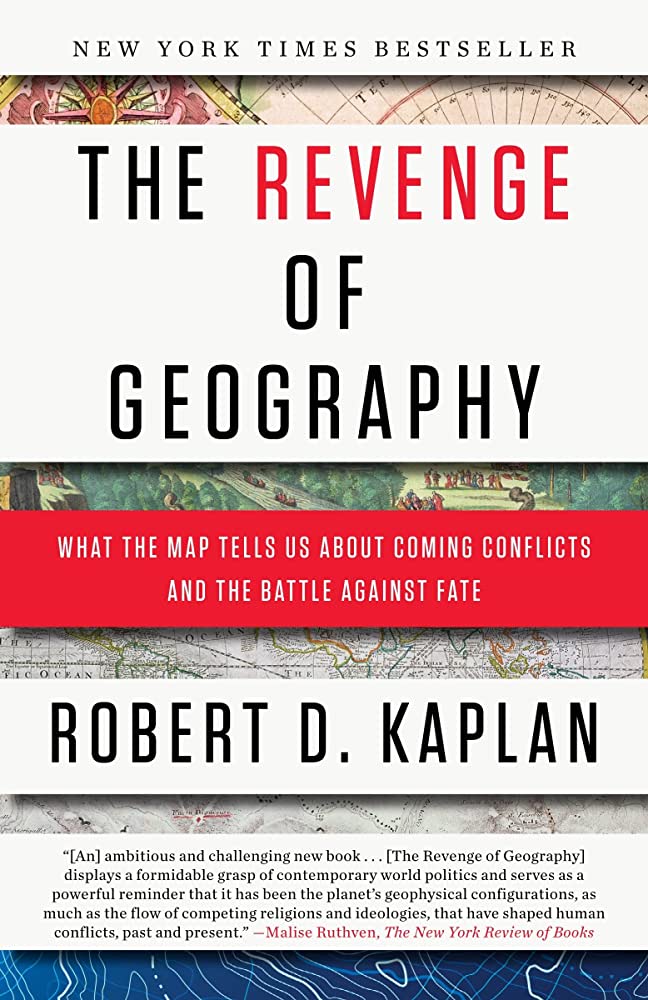 NEW YORK TIMES BESTSELLER
THE REVENGE
OF
GEOGRAPHY
WHAT THE MAP TELLS US ABOUT COMING CONFLICTS
AND THE BATTLE AGAINST FATE
ROBERT D. KAPLAN
“[An] ambitious and challenging new book . . . [The Revenge of Geography]
displays a formidable grasp of contemporary world politics and serves as a
powerful reminder that it has been the planet’s geophysical configurations, as
much as the flow of competing religions and ideologies, that have shaped human
conflicts, past and present.” —Malise Ruthven, The New York Review of Books